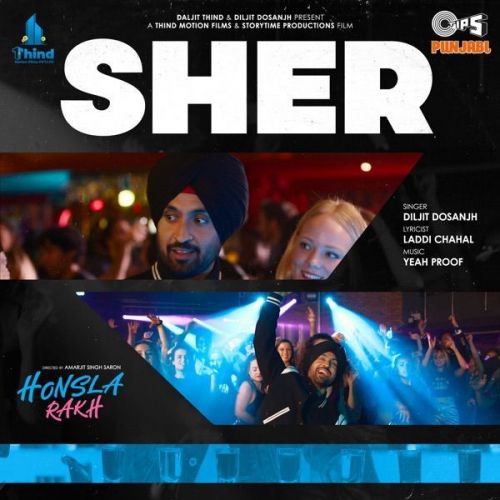 DALJIT THIND & DILJIT DOSANJH PRESENT
A THIND MOTION FILMS & STORYTIME PRODUCTIONS FILM
Thind
TIPS
PUNJABI
SHER
SINGER
DILJIT DOSANJH
LYRICIST
LADDI CHAHAL
MUSIC
YEAH PROOF
DIRECTED BY AMARJIT SINGH SARON
HONSLA
RAKH